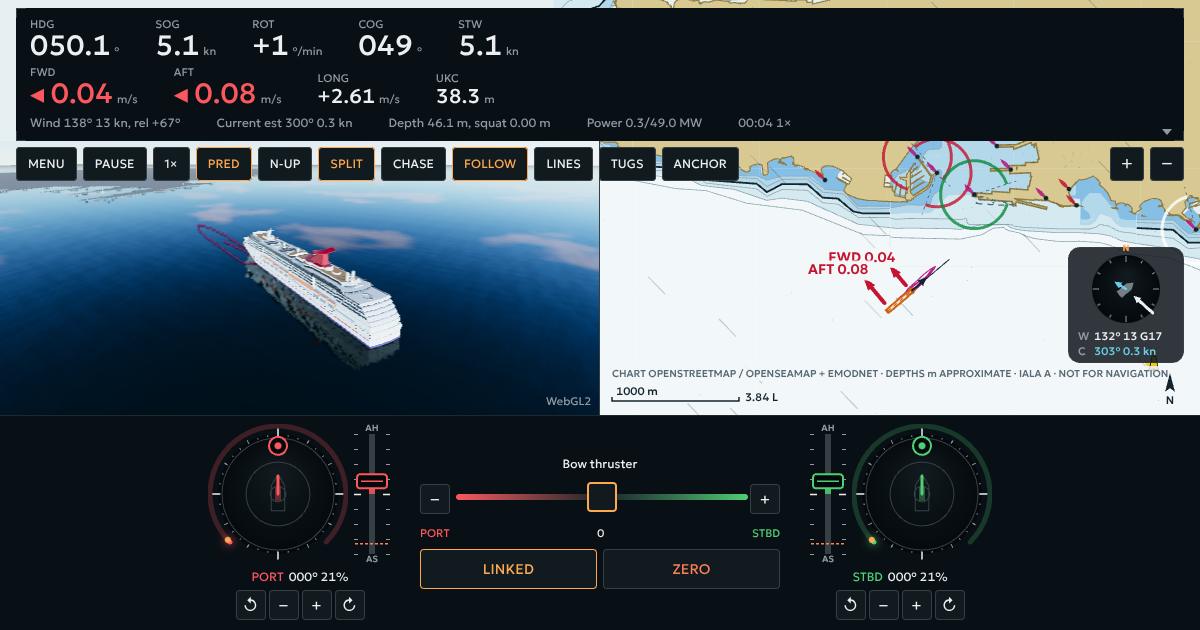 HDG SOG ROT COG STW
050.1 ° 5.1 kn +1 °/min 049 ° 5.1 kn
FWD AFT LONG UKC
◀ 0.04 m/s ◀ 0.08 m/s +2.61 m/s 38.3 m
Wind 138° 13 kn, rel +67° Current est 300° 0.3 kn Depth 46.1 m, squat 0.00 m Power 0.3/49.0 MW 00:04 1×
MENU PAUSE 1× PRED N-UP SPLIT CHASE FOLLOW LINES TUGS ANCHOR + −
FWD 0.04
AFT 0.08
N
W 132° 13 G17
C 303° 0.3 kn
CHART OPENSTREETMAP / OPENSEAMAP + EMODNET · DEPTHS m APPROXIMATE · IALA A · NOT FOR NAVIGATION
1000 m
3.84 L
N
WebGL2
AH AH
Bow thruster
− +
PORT 0 STBD
AS AS
LINKED ZERO
PORT 000° 21% STBD 000° 21%
− + − +